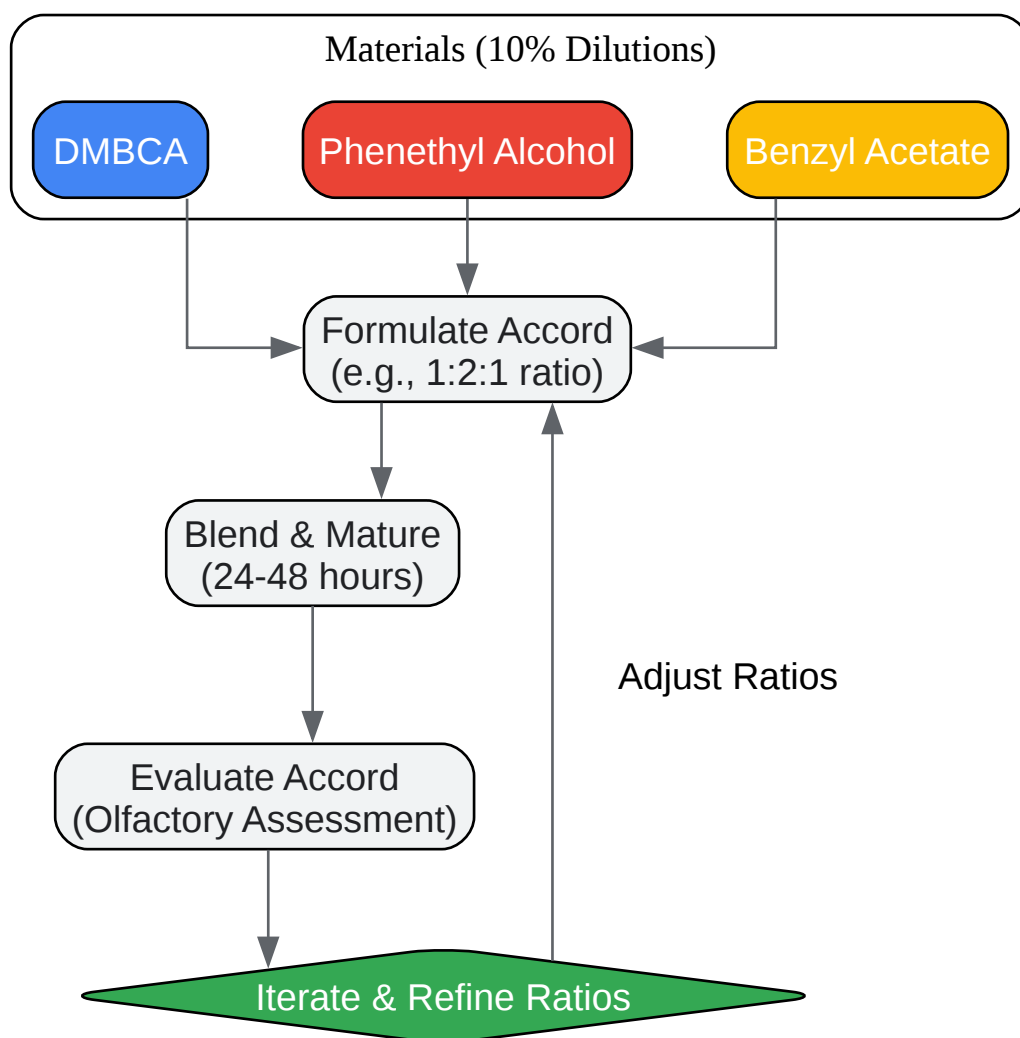 Materials (10% Dilutions)
DMBCA
Phenethyl Alcohol
Benzyl Acetate
Formulate Accord
(e.g., 1:2:1 ratio)
Blend & Mature
(24-48 hours)
Adjust Ratios
Evaluate Accord
(Olfactory Assessment)
Iterate & Refine Ratios